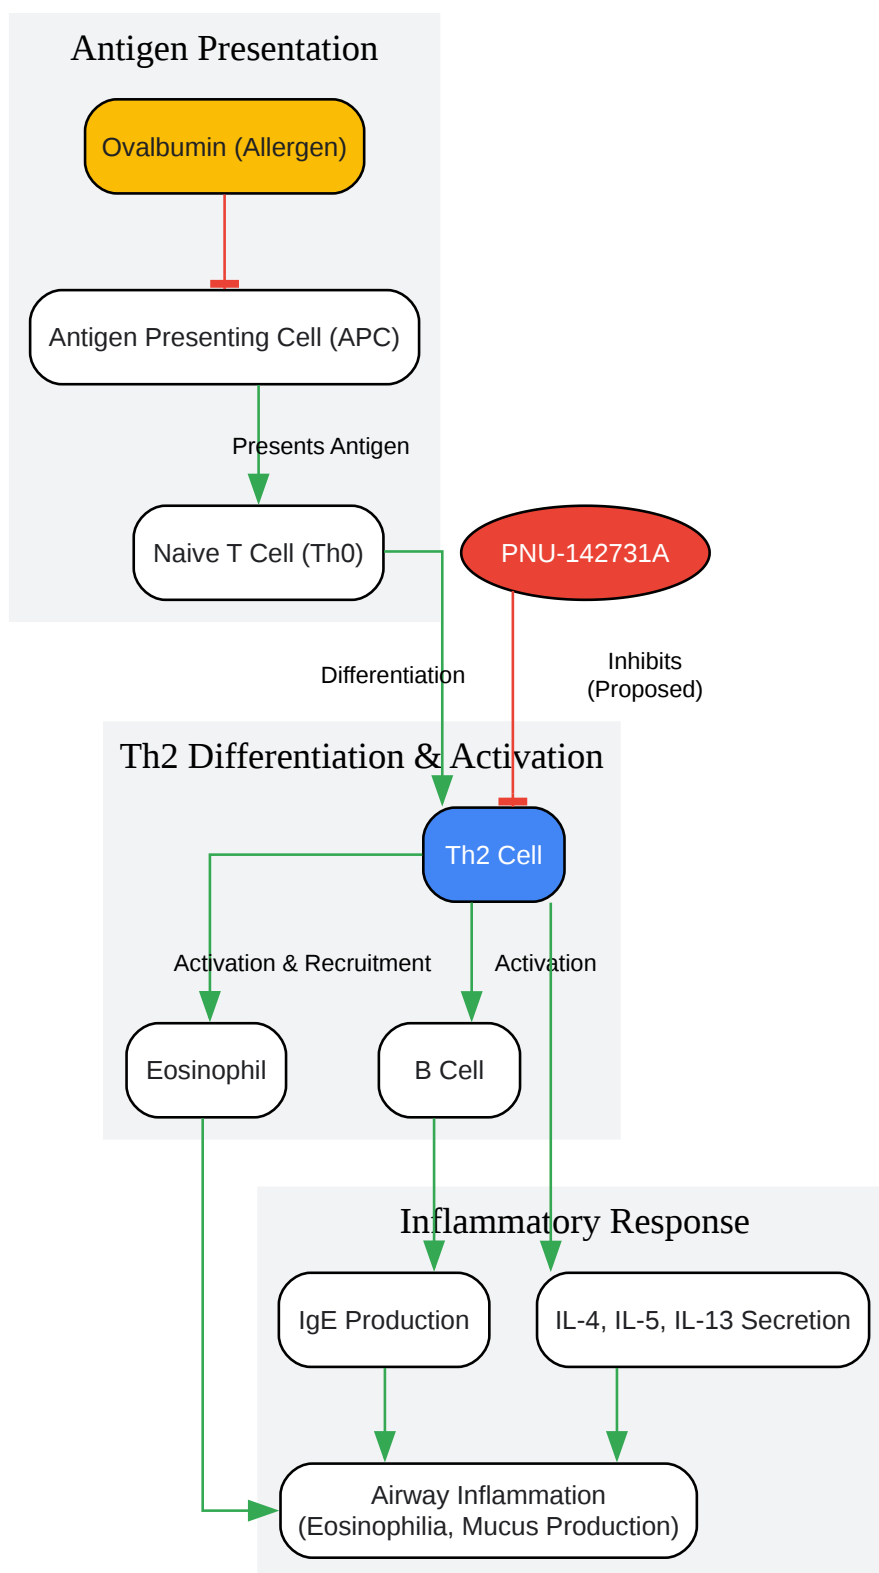 Antigen Presentation
Ovalbumin (Allergen)
Antigen Presenting Cell (APC)
Presents Antigen
Naive T Cell (Th0)
PNU-142731A
Differentiation
Inhibits
(Proposed)
Th2 Differentiation & Activation
Th2 Cell
Activation & Recruitment
Activation
Eosinophil
B Cell
Inflammatory Response
IgE Production
IL-4, IL-5, IL-13 Secretion
Airway Inflammation
(Eosinophilia, Mucus Production)